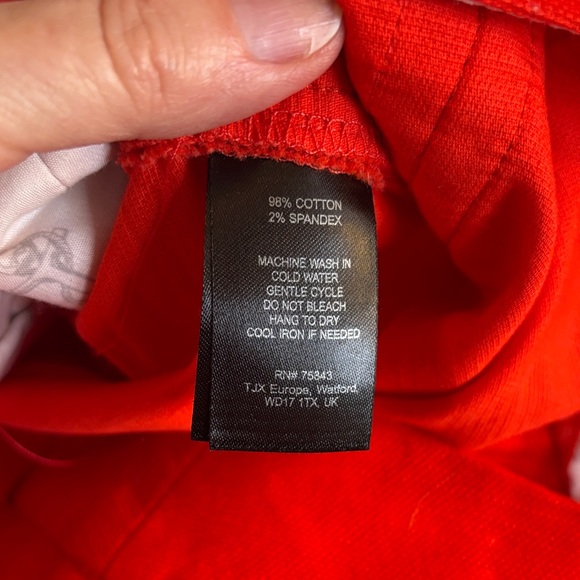 98% COTTON
2% SPANDEX
MACHINE WASH IN
COLD WATER
GENTLE CYCLE
DO NOT BLEACH
HANG TO DRY
COOL IRON IF NEEDED
RN# 75843
TJX Europe, Watford,
WD17 1TX, UK